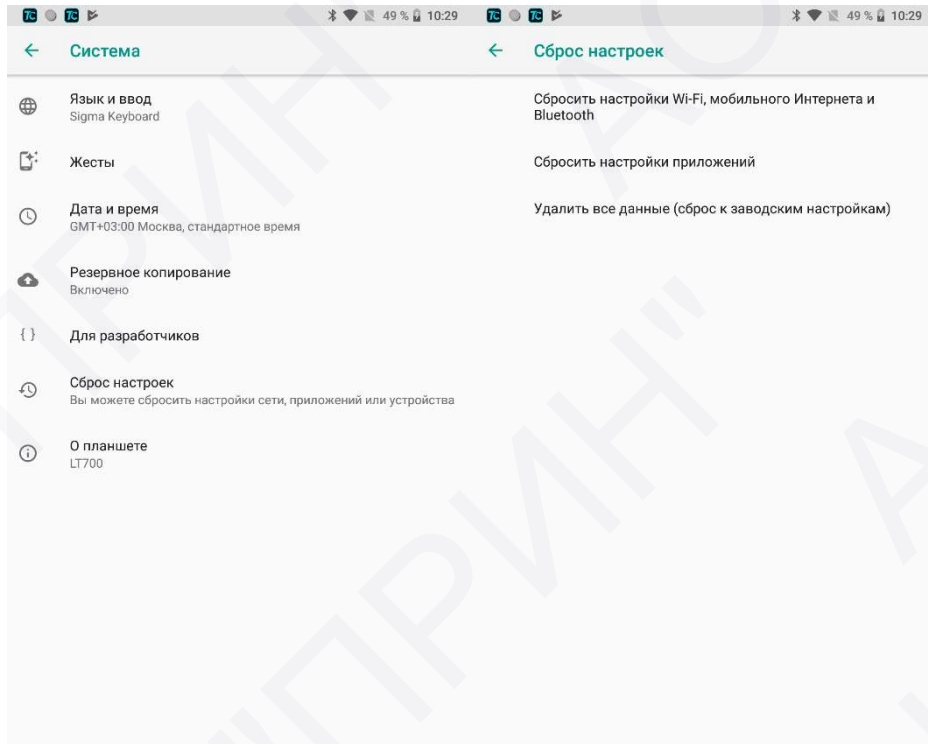 49 % 10:29
Система
Язык и ввод
Sigma Keyboard
Жесты
Дата и время
GMT+03:00 Москва, стандартное время
Резервное копирование
Включено
{ } Для разработчиков
Сброс настроек
Вы можете сбросить настройки сети, приложений или устройства
О планшете
LT700
49 % 10:29
Сброс настроек
Сбросить настройки Wi-Fi, мобильного Интернета и
Bluetooth
Сбросить настройки приложений
Удалить все данные (сброс к заводским настройкам)
"ПРИН"